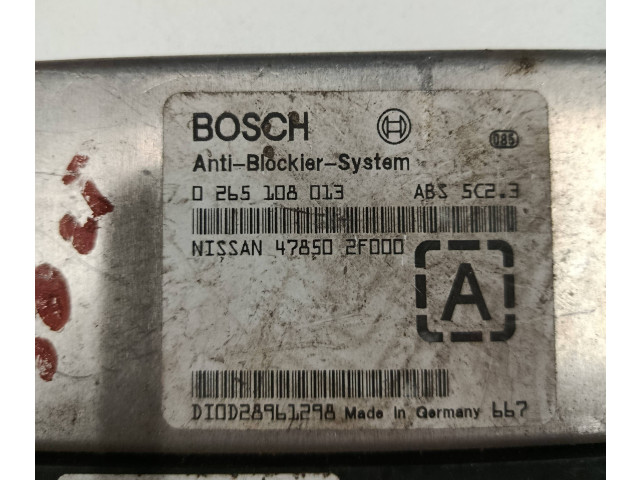 BOSCH
085
Anti-Blockier-System
0 265 108 013 ABS 5C2.3
NISSAN 47850 2F000
A
DIOD28961298 Made in Germany 667